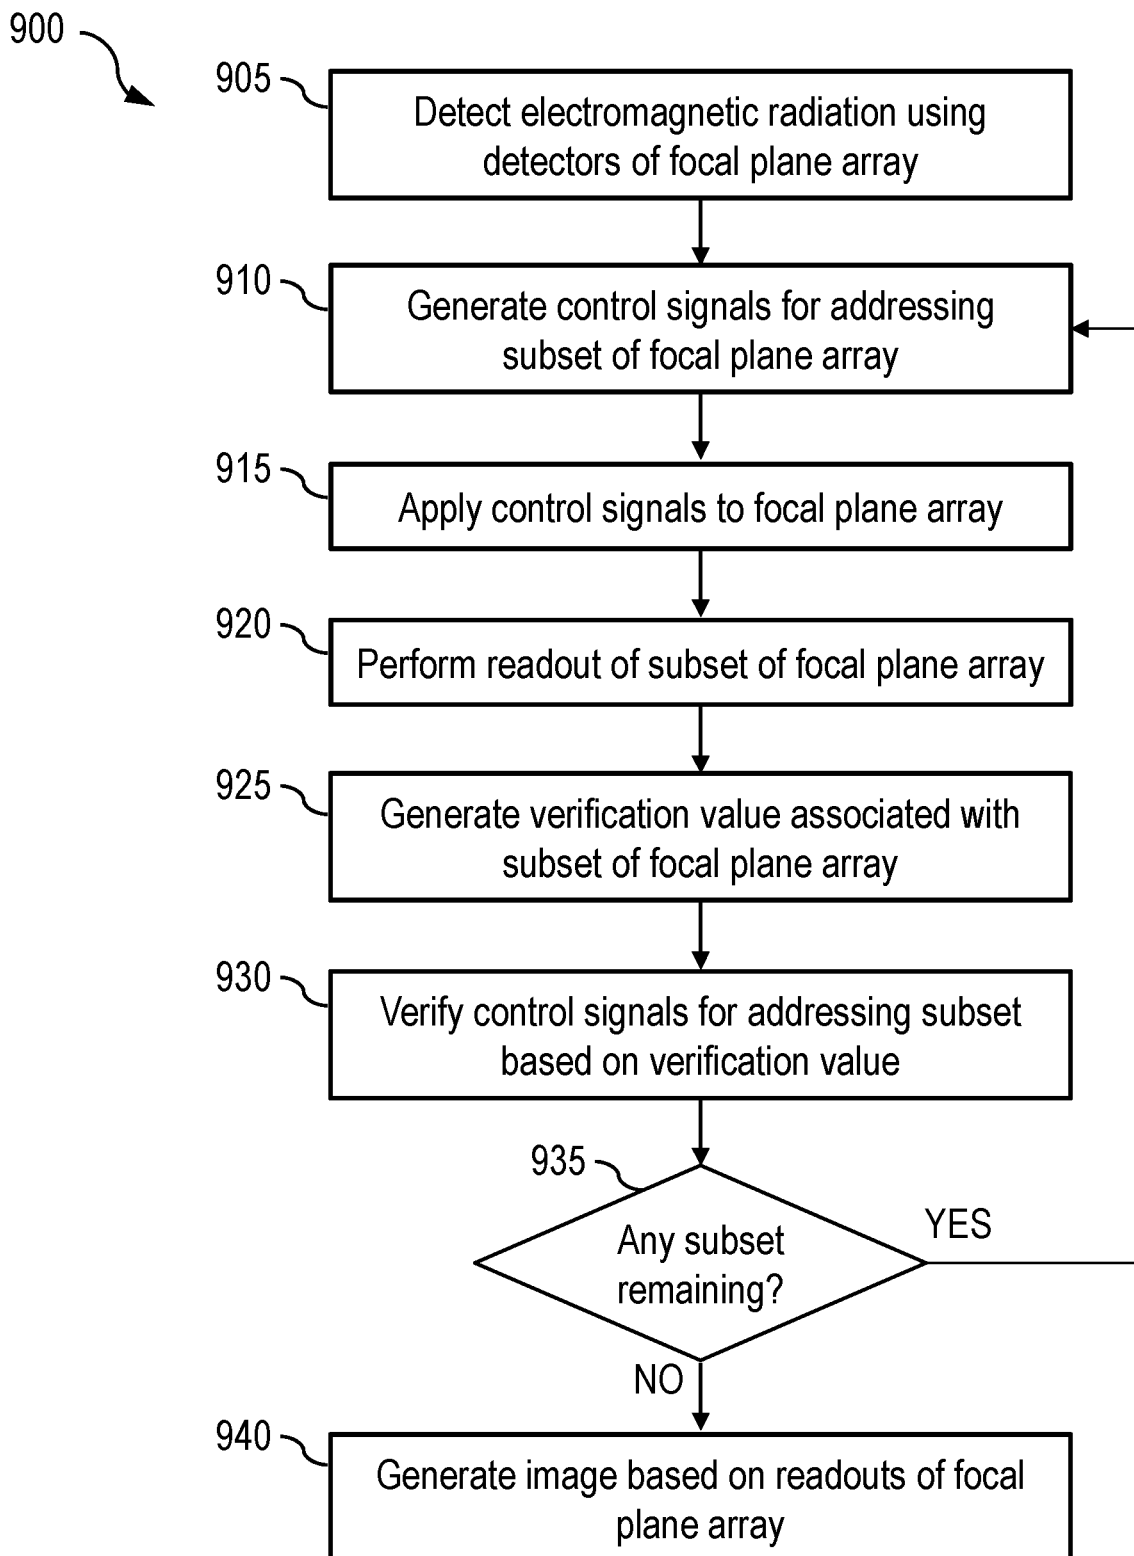 900
905
Detect electromagnetic radiation using
detectors of focal plane array
910
Generate control signals for addressing
subset of focal plane array
915
Apply control signals to focal plane array
920
Perform readout of subset of focal plane array
925
Generate verification value associated with
subset of focal plane array
930
Verify control signals for addressing subset
based on verification value
935
Any subset
remaining?
YES
NO
940
Generate image based on readouts of focal
plane array